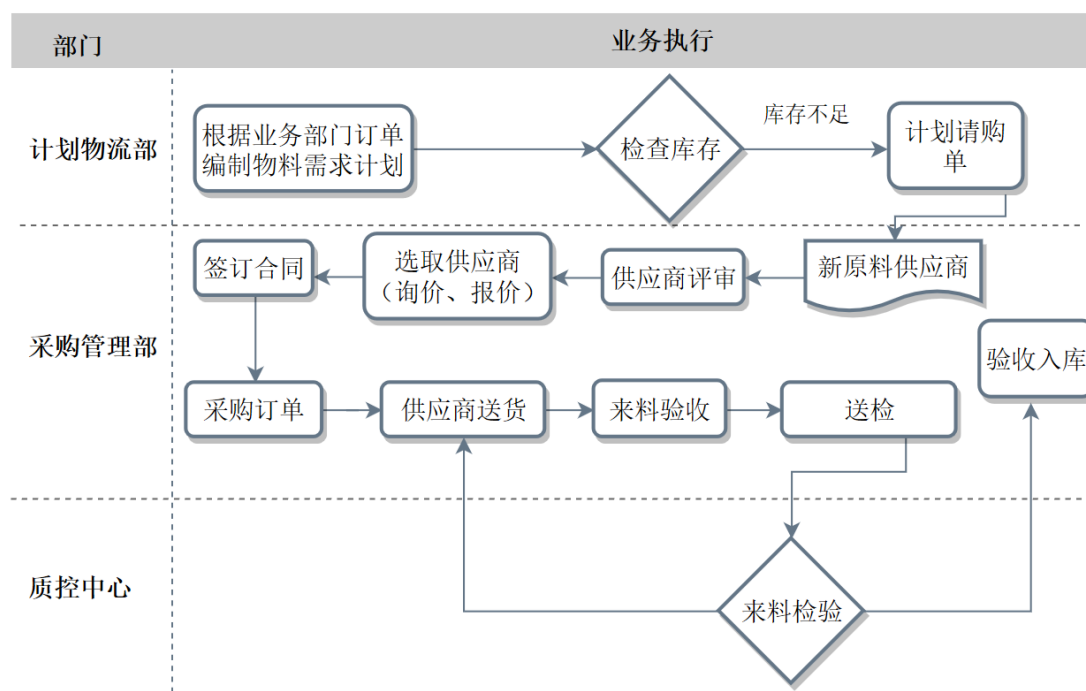 部门
业务执行
计划物流部
根据业务部门订单
编制物料需求计划
检查库存
库存不足
计划请购
单
采购管理部
签订合同
选取供应商
（询价、报价）
供应商评审
新原料供应商
验收入库
采购订单
供应商送货
来料验收
送检
质控中心
来料检验